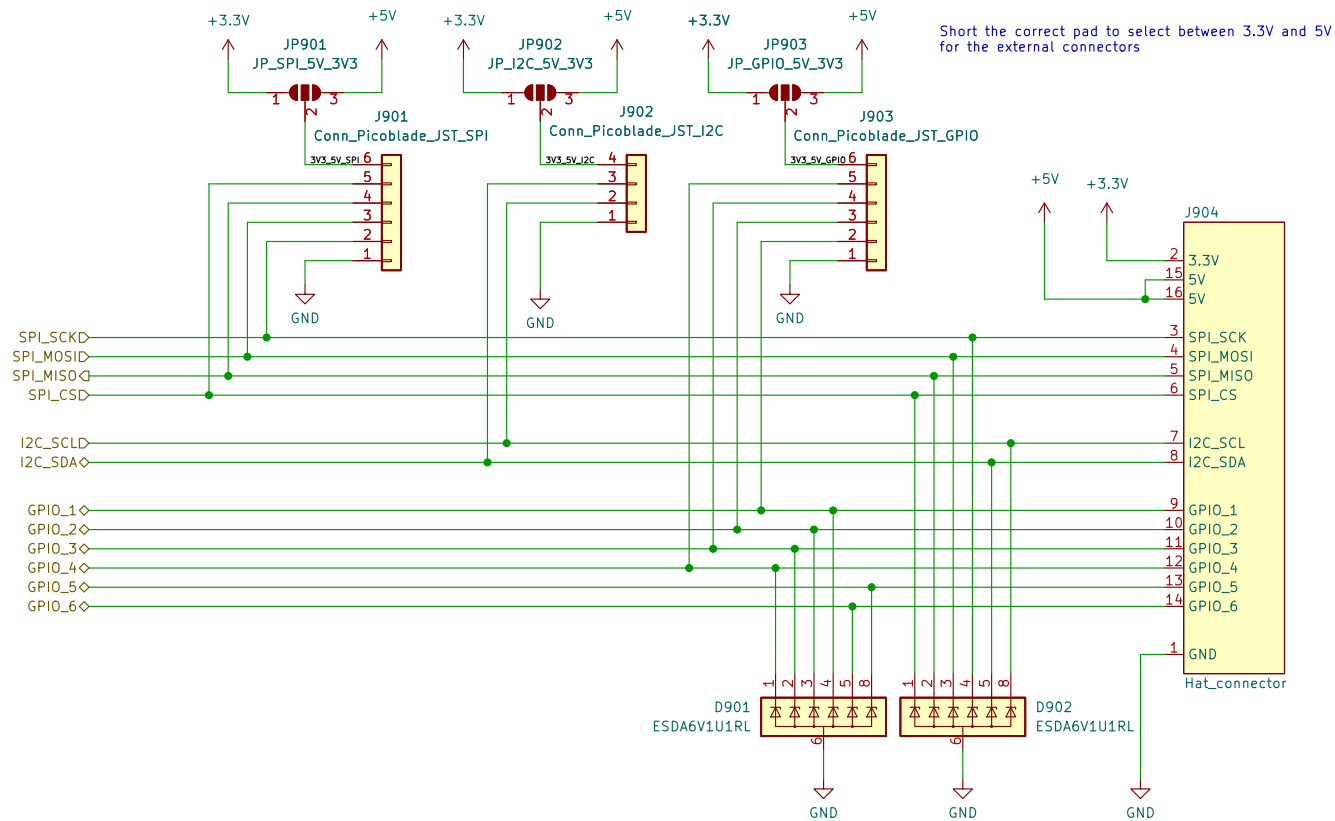 +3.3V
+5V
+3.3V
+5V
+3.3V
+5V
Short the correct pad to select between 3.3V and 5V
for the external connectors
JP901
JP_SPI_5V_3V3
1
3
2
JP902
JP_I2C_5V_3V3
1
3
2
JP903
JP_GPIO_5V_3V3
1
3
2
J901
Conn_Picoblade_JST_SPI
3V3_5V_SPI
6
5
4
3
2
1
GND
J902
Conn_Picoblade_JST_I2C
3V3_5V_I2C
4
3
2
1
GND
J903
Conn_Picoblade_JST_GPIO
3V3_5V_GPIO
6
5
4
3
2
1
GND
+5V
+3.3V
J904
2 3.3V
15 5V
16 5V
3 SPI_SCK
4 SPI_MOSI
5 SPI_MISO
6 SPI_CS
7 I2C_SCL
8 I2C_SDA
9 GPIO_1
10 GPIO_2
11 GPIO_3
12 GPIO_4
13 GPIO_5
14 GPIO_6
1 GND
Hat_connector
GND
SPI_SCK
SPI_MOSI
SPI_MISO
SPI_CS
I2C_SCL
I2C_SDA
GPIO_1
GPIO_2
GPIO_3
GPIO_4
GPIO_5
GPIO_6
D901
ESDA6V1U1RL
1 2 3 4 5 8
6
GND
D902
ESDA6V1U1RL
1 2 3 4 5 8
6
GND